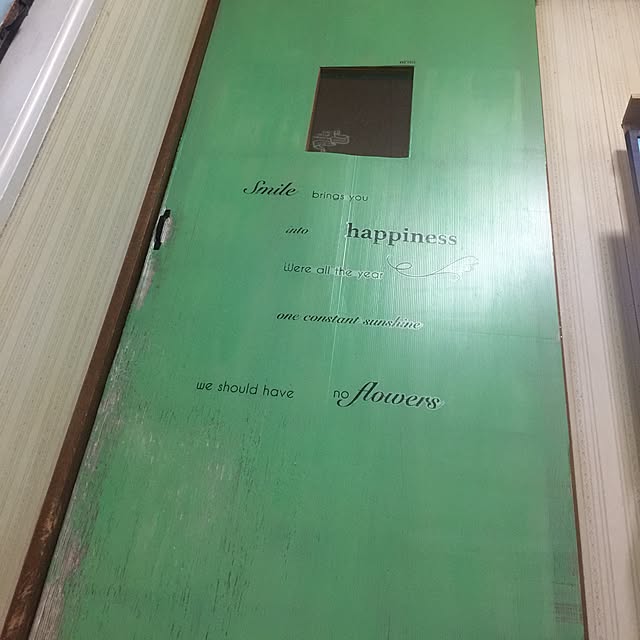 Smile brings you
into happiness
Were all the year
one constant sunshine
we should have no flowers